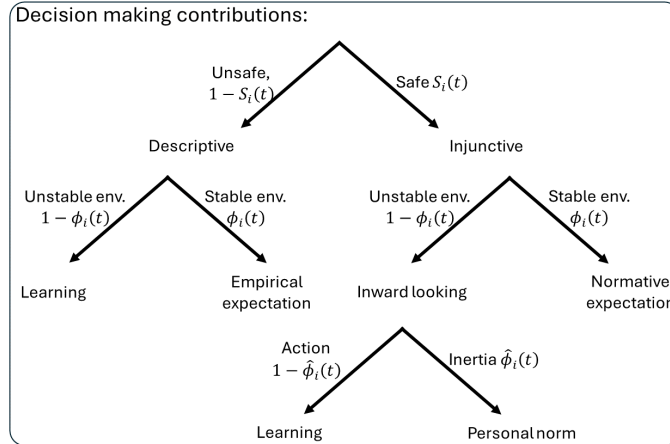 Decision making contributions:
Unsafe,
1 − S_i(t)
Safe S_i(t)
Descriptive
Injunctive
Unstable env.
1 − ϕ_i(t)
Stable env.
ϕ_i(t)
Unstable env.
1 − ϕ_i(t)
Stable env.
ϕ_i(t)
Learning
Empirical
expectation
Inward looking
Normative
expectation
Action
1 − ϕ̂_i(t)
Inertia ϕ̂_i(t)
Learning
Personal norm